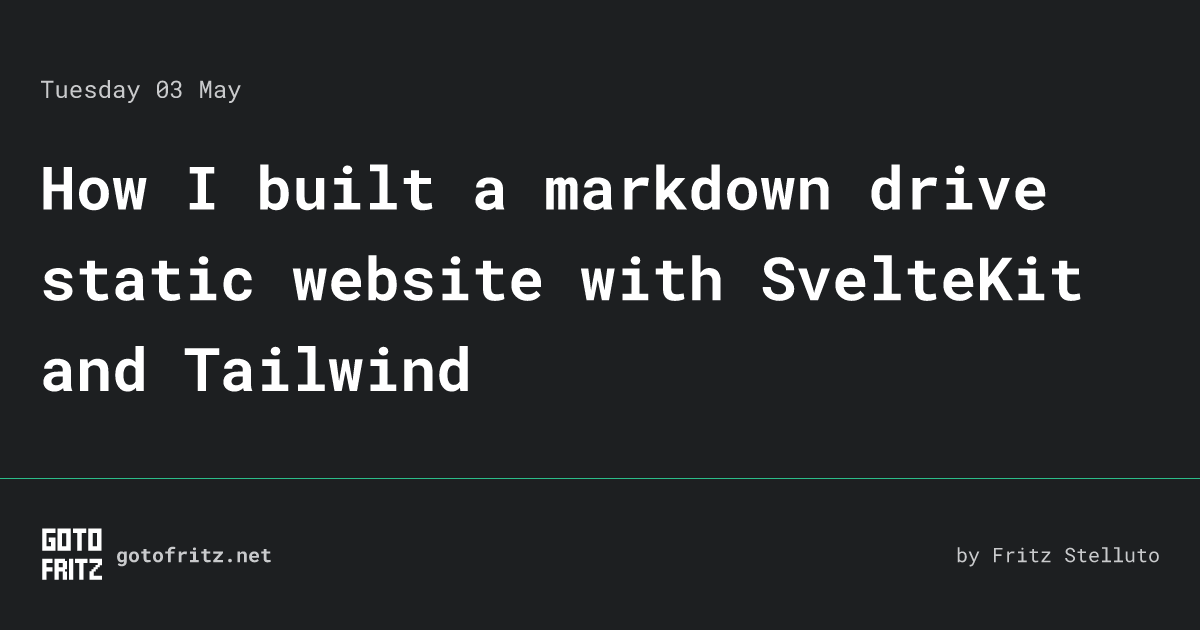 Tuesday 03 May
How I built a markdown drive
static website with SvelteKit
and Tailwind
GOTO
FRITZ
gotofritz.net
by Fritz Stelluto